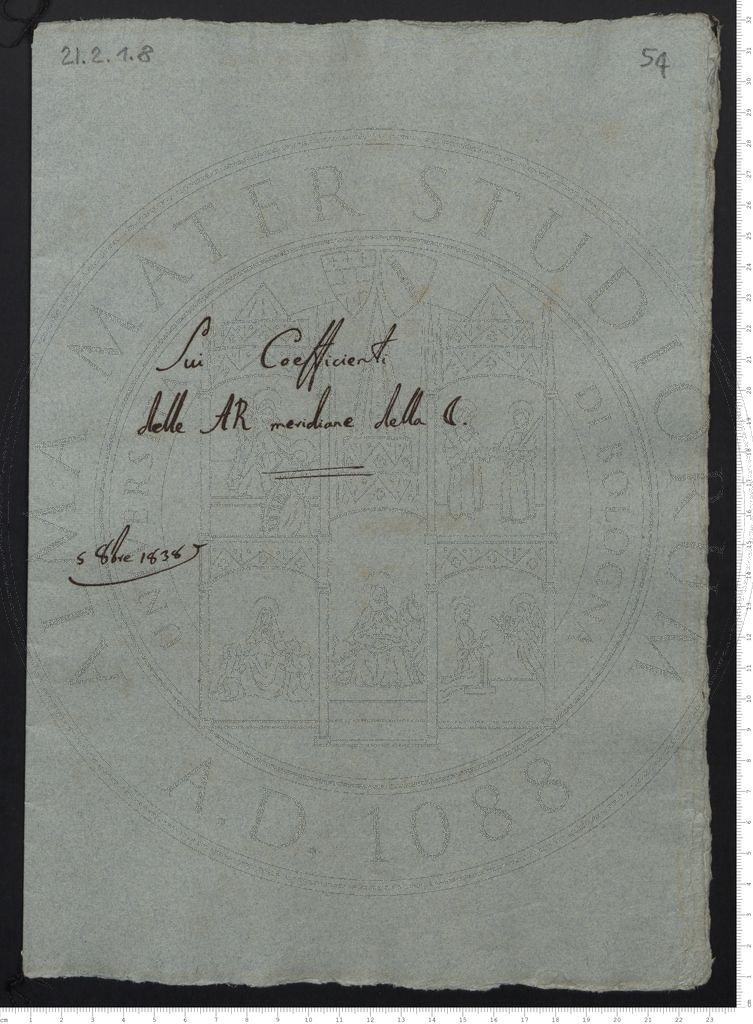 21.2.1.8
54
Sui Coefficienti
delle AR meridiane della ☾.
5 8bre 1838
ALMA MATER STUDIORUM
UNIVERS DI BOLOGNA
A.D. 1088